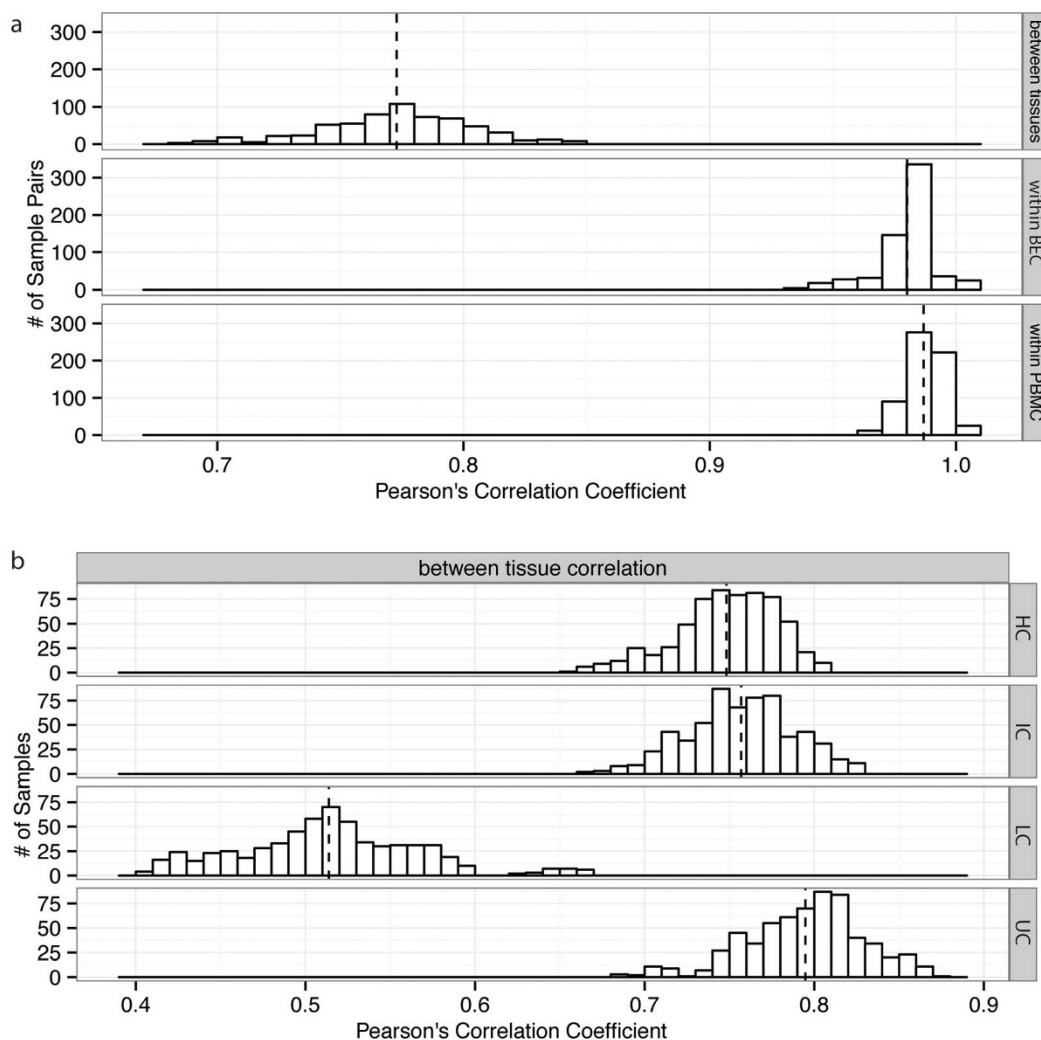 a
300
200
100
0
between tissues
300
200
100
0
within BEC
300
200
100
0
within PBMC
# of Sample Pairs
0.7 0.8 0.9 1.0
Pearson's Correlation Coefficient
b
between tissue correlation
75
50
25
0
HC
75
50
25
0
IC
75
50
25
0
LC
75
50
25
0
UC
# of Samples
0.4 0.5 0.6 0.7 0.8 0.9
Pearson's Correlation Coefficient